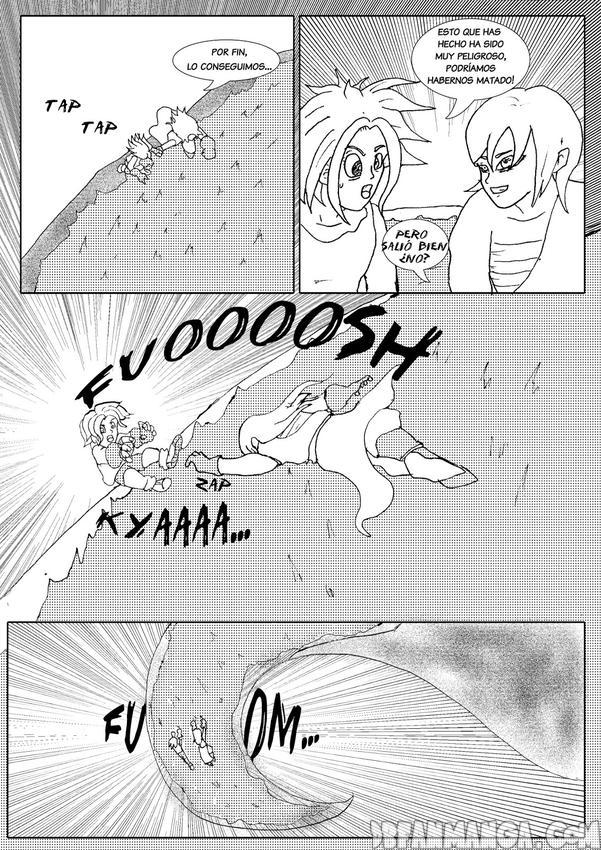 POR FIN,
LO CONSEGUIMOS...
TAP
TAP
ESTO QUE HAS
HECHO HA SIDO
MUY PELIGROSO,
PODRÍAMOS
HABERNOS MATADO!
PERO
SALIÓ BIEN
¿NO?
FUOOOOSH
ZAP
KYAAAA...
FU
OM...
DBFANMANGA.COM